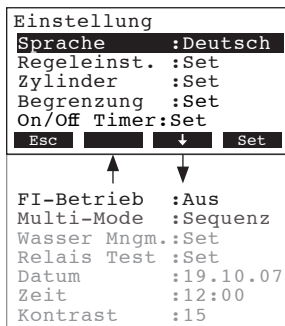 Einstellung
Sprache :Deutsch
Regeleinst. :Set
Zylinder :Set
Begrenzung :Set
On/Off Timer:Set
Esc ↓ Set
FI-Betrieb :Aus
Multi-Mode :Sequenz
Wasser Mngm.:Set
Relais Test :Set
Datum :19.10.07
Zeit :12:00
Kontrast :15